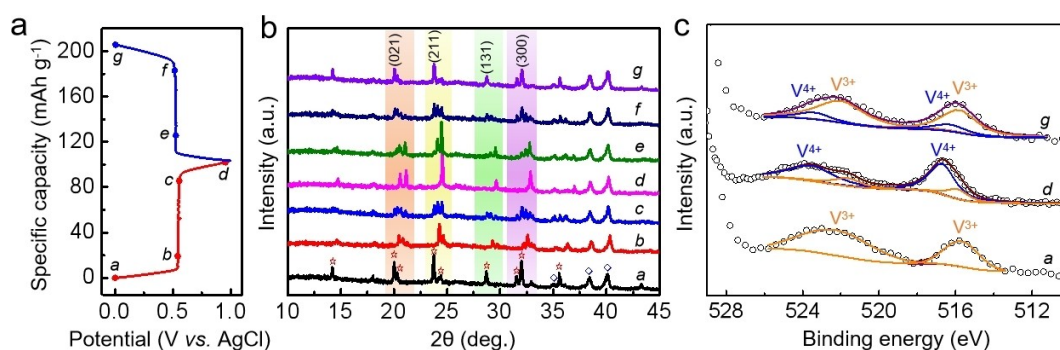 a
Specific capacity (mAh g⁻¹)
200
160
120
80
40
0
g
f
e
d
c
b
a
0.0
0.5
1.0
Potential (V vs. AgCl)
b
Intensity (a.u.)
(021)
(211)
(131)
(300)
g
f
e
d
c
b
a
10 15 20 25 30 35 40 45
2θ (deg.)
c
Intensity (a.u.)
V⁴⁺ V³⁺ V⁴⁺ V³⁺
g
V⁴⁺ V⁴⁺
d
V³⁺ V³⁺
a
528 524 520 516 512
Binding energy (eV)